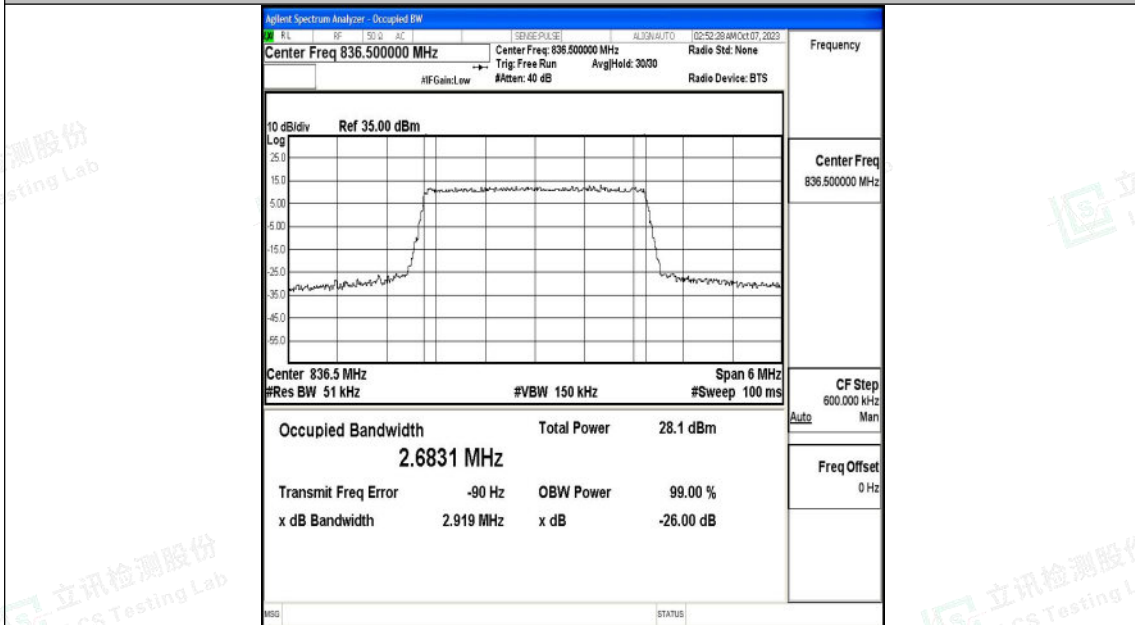 Agilent Spectrum Analyzer - Occupied BW
RL RF 50 Ω AC SENSE:PULSE ALIGNAUTO 02:52:28 AM Oct 07, 2023
Center Freq 836.500000 MHz
Center Freq: 836.500000 MHz
Radio Std: None
Trig: Free Run Avg|Hold: 30/30
#IFGain:Low
#Atten: 40 dB
Radio Device: BTS
Frequency
10 dB/div Ref 35.00 dBm
Log
25.0
15.0
5.00
-5.00
-15.0
-25.0
-35.0
-45.0
-55.0
Center 836.5 MHz
Span 6 MHz
#Res BW 51 kHz
#VBW 150 kHz
#Sweep 100 ms
Center Freq
836.500000 MHz
CF Step
600.000 kHz
Auto Man
Freq Offset
0 Hz
Occupied Bandwidth
Total Power 28.1 dBm
2.6831 MHz
Transmit Freq Error -90 Hz
OBW Power 99.00 %
x dB Bandwidth 2.919 MHz
x dB -26.00 dB
MSG
STATUS
测股份
sting Lab
立讯检测股份
CS Testing Lab
立讯检测股份
CS Testing L